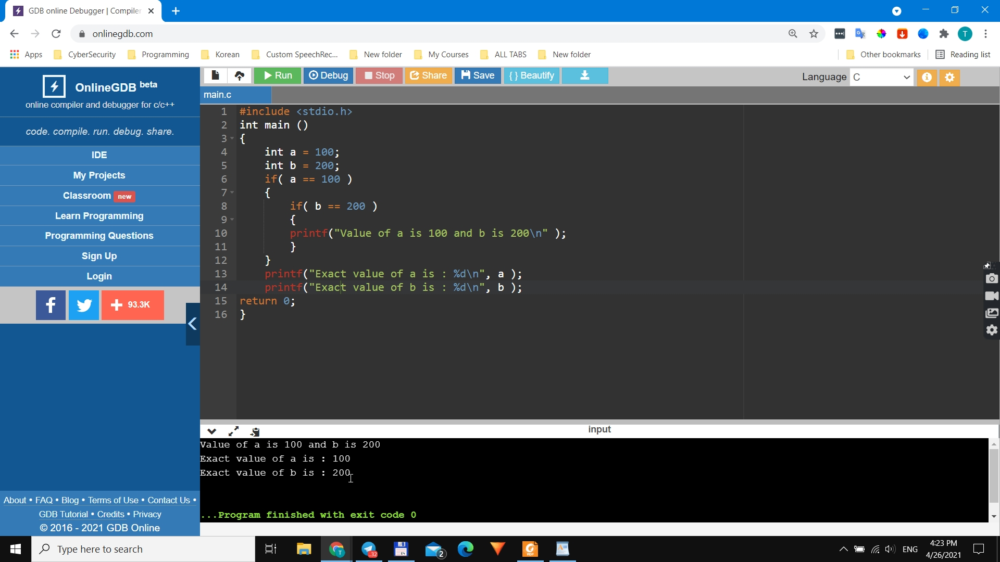 GDB online Debugger | Compiler
onlinegdb.com
T
Apps CyberSecurity Programming Korean Custom SpeechRec... New folder My Courses ALL TABS New folder Other bookmarks Reading list
OnlineGDB beta
online compiler and debugger for c/c++
code. compile. run. debug. share.
IDE
My Projects
Classroom new
Learn Programming
Programming Questions
Sign Up
Login
f + 93.3K
About • FAQ • Blog • Terms of Use • Contact Us •
GDB Tutorial • Credits • Privacy
© 2016 - 2021 GDB Online
Run Debug Stop Share Save { } Beautify Language C
main.c
1 #include <stdio.h>
2 int main ()
3 {
4 int a = 100;
5 int b = 200;
6 if( a == 100 )
7 {
8 if( b == 200 )
9 {
10 printf("Value of a is 100 and b is 200\n" );
11 }
12 }
13 printf("Exact value of a is : %d\n", a );
14 printf("Exact value of b is : %d\n", b );
15 return 0;
16 }
input
Value of a is 100 and b is 200
Exact value of a is : 100
Exact value of b is : 200
...Program finished with exit code 0
Type here to search
2
ENG
4:23 PM
4/26/2021